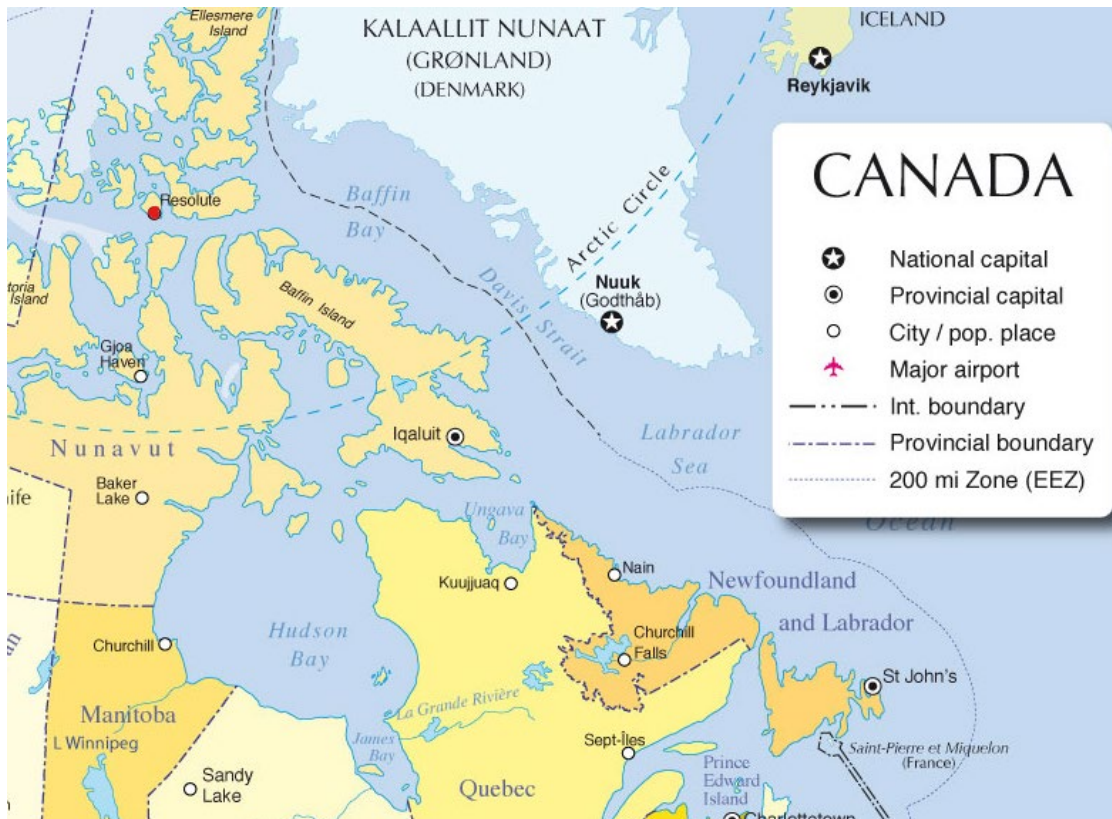 Ellesmere
Island
KALAALLIT NUNAAT
(GRØNLAND)
(DENMARK)
ICELAND
Reykjavik
CANADA
National capital
Provincial capital
City / pop. place
Major airport
Int. boundary
Provincial boundary
200 mi Zone (EEZ)
Resolute
Baffin
Bay
Arctic Circle
Nuuk
(Godthåb)
Davis Strait
Island
Baffin Island
Gjoa
Haven
Iqaluit
Nunavut
Labrador
Sea
Baker
Lake
Ocean
Ungava
Bay
Kuujjuaq
Nain
Newfoundland
and Labrador
Churchill
Hudson
Bay
Churchill
Falls
St John's
La Grande Rivière
Manitoba
L Winnipeg
James
Bay
Sept-Îles
Saint-Pierre et Miquelon
(France)
Sandy
Lake
Quebec
Prince
Edward
Island
Charlottetown